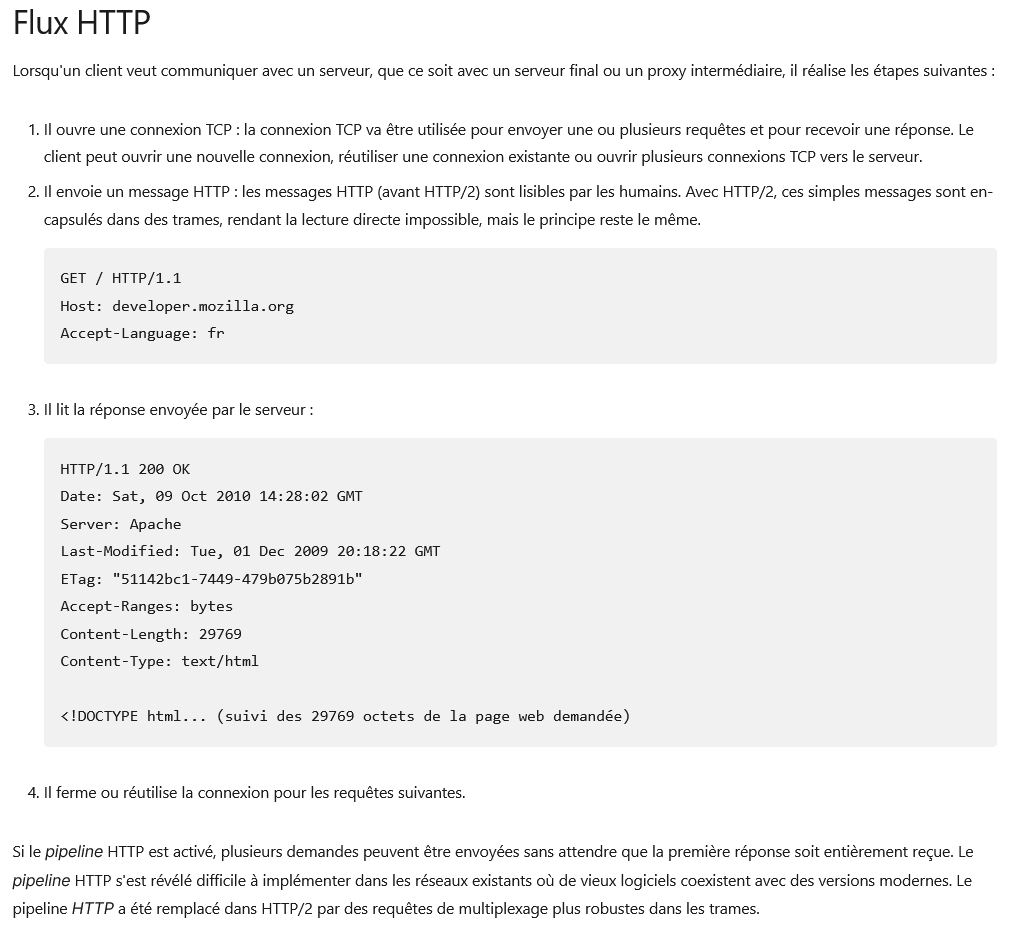 Flux HTTP
Lorsqu'un client veut communiquer avec un serveur, que ce soit avec un serveur final ou un proxy intermédiaire, il réalise les étapes suivantes :
1. Il ouvre une connexion TCP : la connexion TCP va être utilisée pour envoyer une ou plusieurs requêtes et pour recevoir une réponse. Le
client peut ouvrir une nouvelle connexion, réutiliser une connexion existante ou ouvrir plusieurs connexions TCP vers le serveur.
2. Il envoie un message HTTP : les messages HTTP (avant HTTP/2) sont lisibles par les humains. Avec HTTP/2, ces simples messages sont en-
capsulés dans des trames, rendant la lecture directe impossible, mais le principe reste le même.
GET / HTTP/1.1
Host: developer.mozilla.org
Accept-Language: fr
3. Il lit la réponse envoyée par le serveur :
HTTP/1.1 200 OK
Date: Sat, 09 Oct 2010 14:28:02 GMT
Server: Apache
Last-Modified: Tue, 01 Dec 2009 20:18:22 GMT
ETag: "51142bc1-7449-479b075b2891b"
Accept-Ranges: bytes
Content-Length: 29769
Content-Type: text/html
<!DOCTYPE html... (suivi des 29769 octets de la page web demandée)
4. Il ferme ou réutilise la connexion pour les requêtes suivantes.
Si le pipeline HTTP est activé, plusieurs demandes peuvent être envoyées sans attendre que la première réponse soit entièrement reçue. Le
pipeline HTTP s'est révélé difficile à implémenter dans les réseaux existants où de vieux logiciels coexistent avec des versions modernes. Le
pipeline HTTP a été remplacé dans HTTP/2 par des requêtes de multiplexage plus robustes dans les trames.